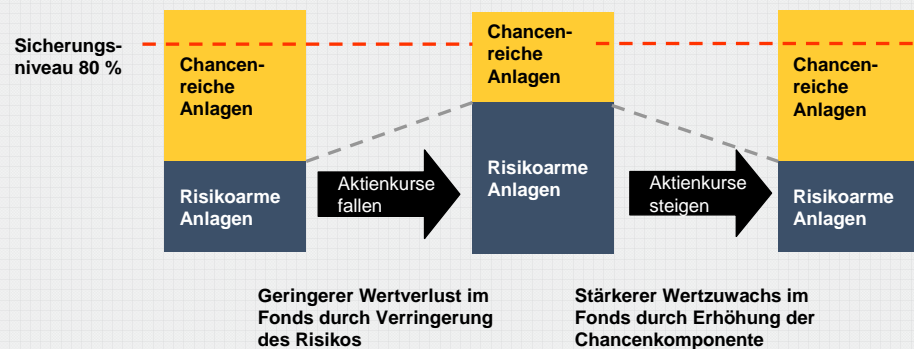 Sicherungs-
niveau 80 %
Chancen-
reiche
Anlagen
Risikoarme
Anlagen
Aktienkurse
fallen
Chancen-
reiche
Anlagen
Risikoarme
Anlagen
Aktienkurse
steigen
Chancen-
reiche
Anlagen
Risikoarme
Anlagen
Geringerer Wertverlust im
Fonds durch Verringerung
des Risikos
Stärkerer Wertzuwachs im
Fonds durch Erhöhung der
Chancenkomponente